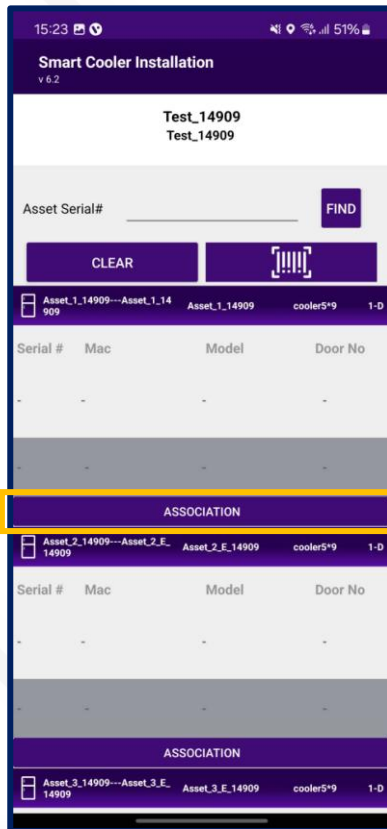 15:23 51%
Smart Cooler Installation
v 6.2
Test_14909
Test_14909
Asset Serial# FIND
CLEAR
Asset_1_14909---Asset_1_14 Asset_1_14909 cooler5*9 1-D
909
Serial # Mac Model Door No
- - - -
- - - -
ASSOCIATION
Asset_2_14909---Asset_2_E_ Asset_2_E_14909 cooler5*9 1-D
14909
Serial # Mac Model Door No
- - - -
- - - -
ASSOCIATION
Asset_3_14909---Asset_3_E_ Asset_3_E_14909 cooler5*9 1-D
14909